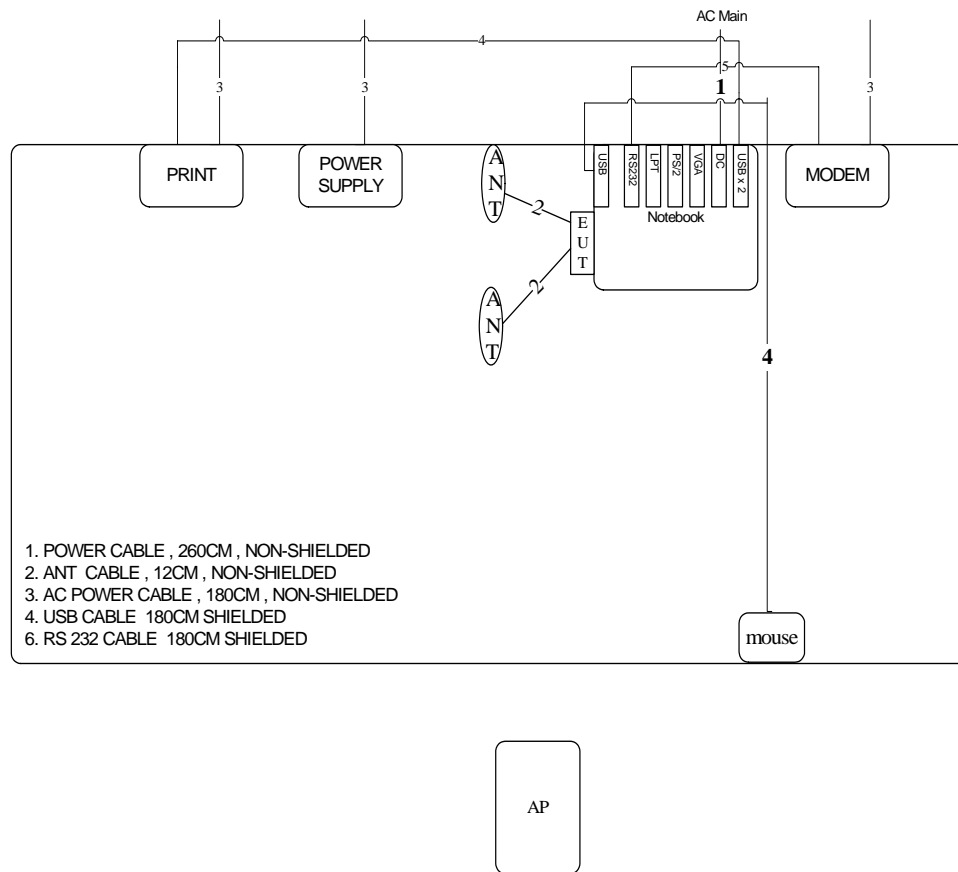 AC Main
4
5
3
3
1
3
PRINT
POWER
SUPPLY
A
N
T
USB
RS232
LPT
PS/2
VGA
DC
USB x 2
MODEM
Notebook
2
E
U
T
2
A
N
T
4
1. POWER CABLE , 260CM , NON-SHIELDED
2. ANT CABLE , 12CM , NON-SHIELDED
3. AC POWER CABLE , 180CM , NON-SHIELDED
4. USB CABLE 180CM SHIELDED
6. RS 232 CABLE 180CM SHIELDED
mouse
AP